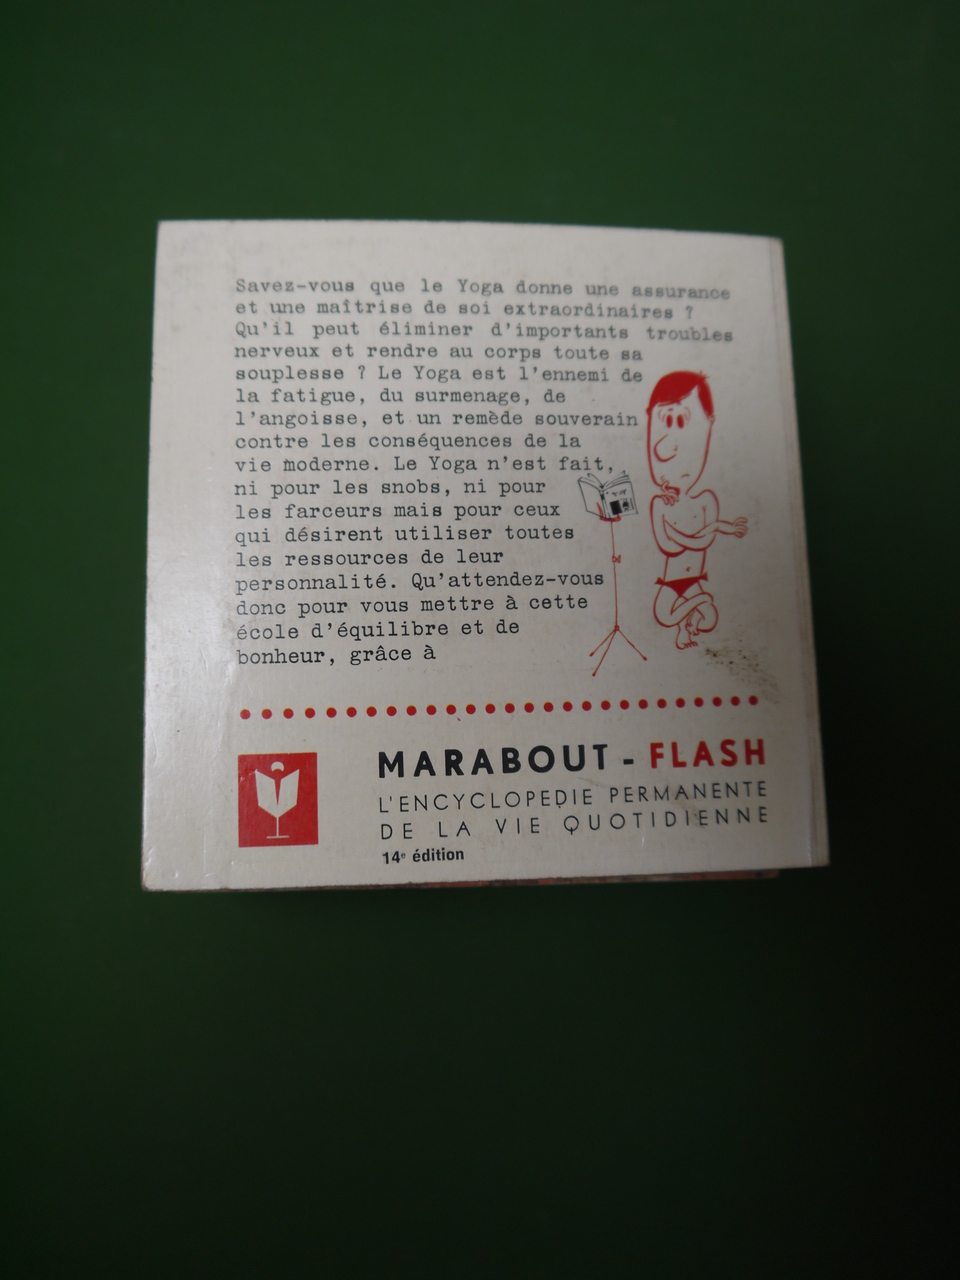 Savez-vous que le Yoga donne une assurance
et une maîtrise de soi extraordinaires ?
Qu'il peut éliminer d'importants troubles
nerveux et rendre au corps toute sa
souplesse ? Le Yoga est l'ennemi de
la fatigue, du surmenage, de
l'angoisse, et un remède souverain
contre les conséquences de la
vie moderne. Le Yoga n'est fait,
ni pour les snobs, ni pour
les farceurs mais pour ceux
qui désirent utiliser toutes
les ressources de leur
personnalité. Qu'attendez-vous
donc pour vous mettre à cette
école d'équilibre et de
bonheur, grâce à
MARABOUT - FLASH
L'ENCYCLOPEDIE PERMANENTE
DE LA VIE QUOTIDIENNE
14e édition